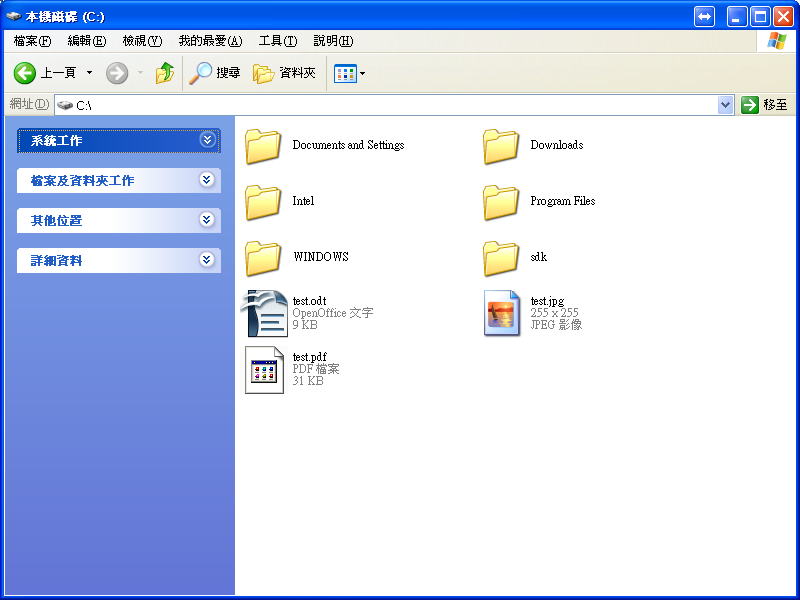 本機磁碟 (C:)
檔案(F) 編輯(E) 檢視(V) 我的最愛(A) 工具(T) 說明(H)
上一頁 搜尋 資料夾
網址(D) C:\ 移至
系統工作
檔案及資料夾工作
其他位置
詳細資料
Documents and Settings
Downloads
Intel
Program Files
WINDOWS
sdk
test.odt
OpenOffice 文字
9 KB
test.jpg
255 x 255
JPEG 影像
test.pdf
PDF 檔案
31 KB